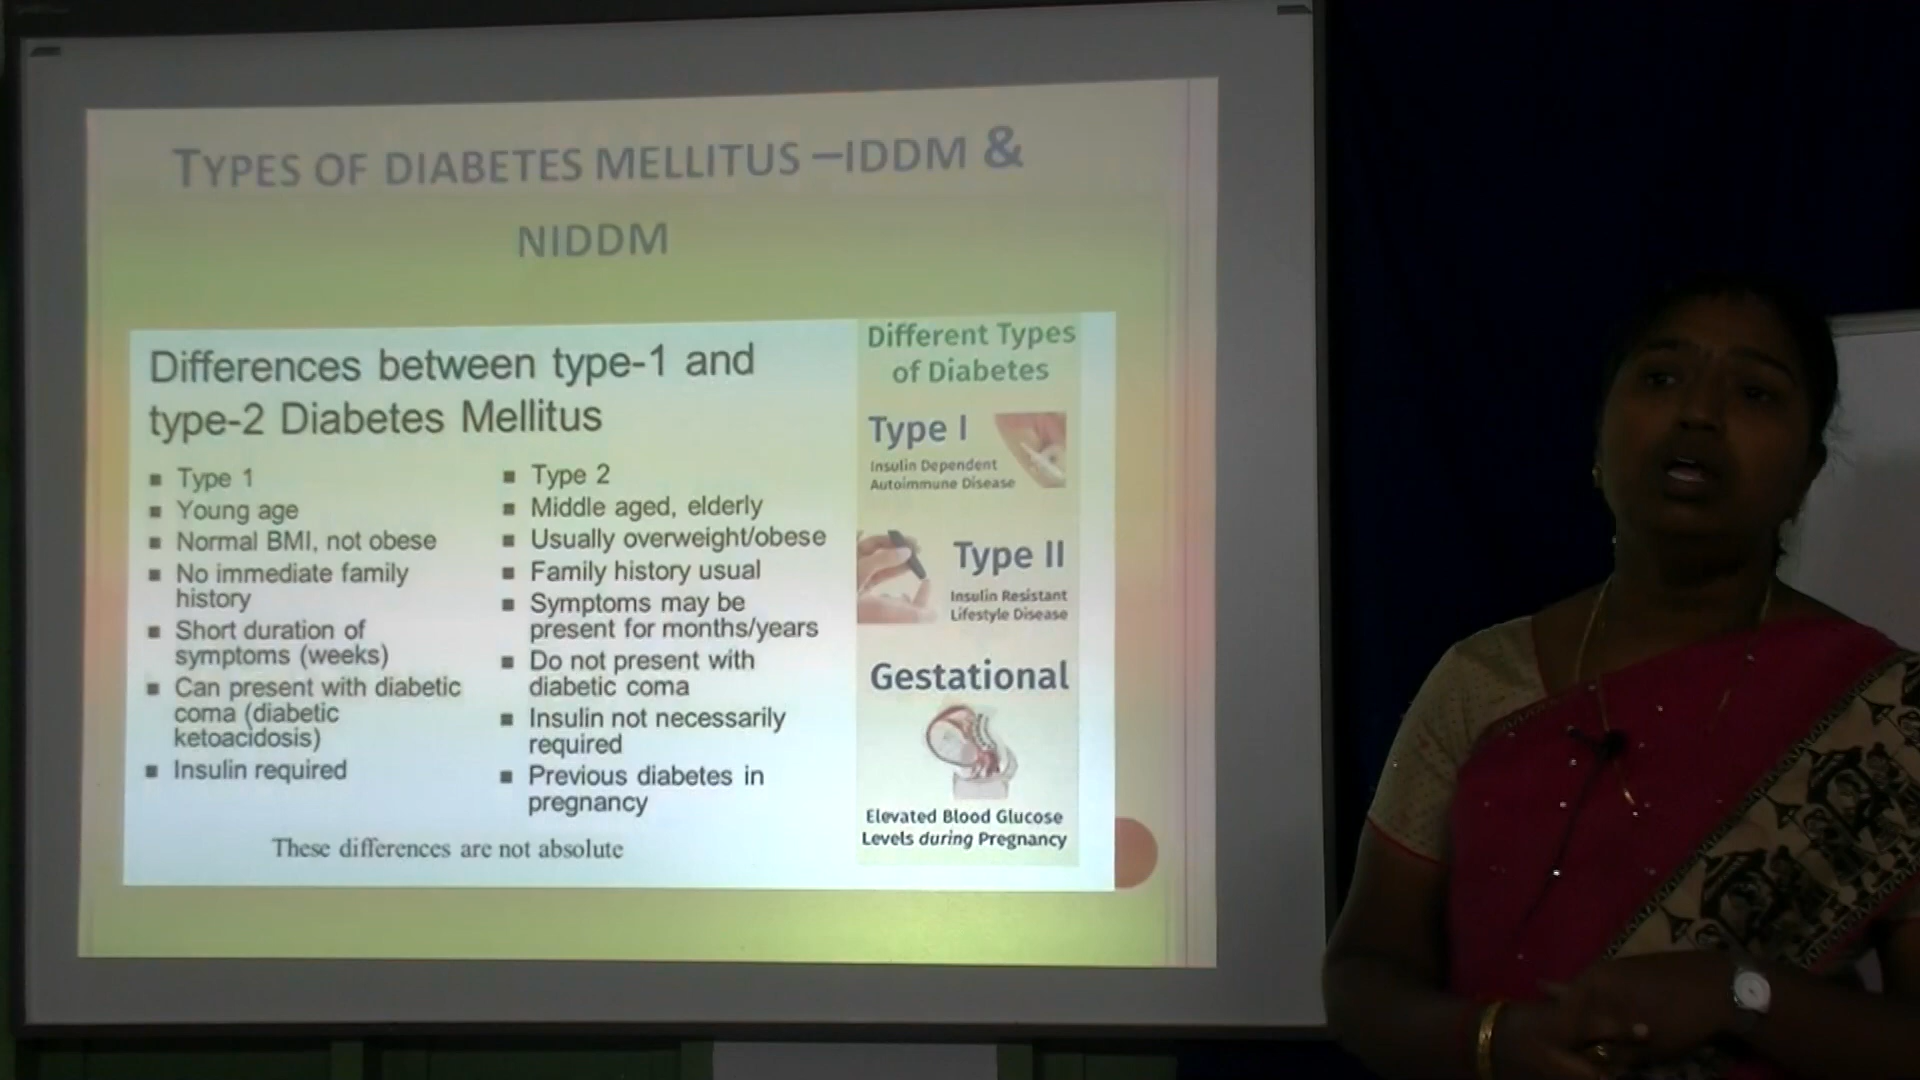 TYPES OF DIABETES MELLITUS –IDDM &
NIDDM
Differences between type-1 and
type-2 Diabetes Mellitus
■ Type 1
■ Young age
■ Normal BMI, not obese
■ No immediate family
history
■ Short duration of
symptoms (weeks)
■ Can present with diabetic
coma (diabetic
ketoacidosis)
■ Insulin required
■ Type 2
■ Middle aged, elderly
■ Usually overweight/obese
■ Family history usual
■ Symptoms may be
present for months/years
■ Do not present with
diabetic coma
■ Insulin not necessarily
required
■ Previous diabetes in
pregnancy
These differences are not absolute
Different Types
of Diabetes
Type I
Insulin Dependent
Autoimmune Disease
Type II
Insulin Resistant
Lifestyle Disease
Gestational
Elevated Blood Glucose
Levels during Pregnancy